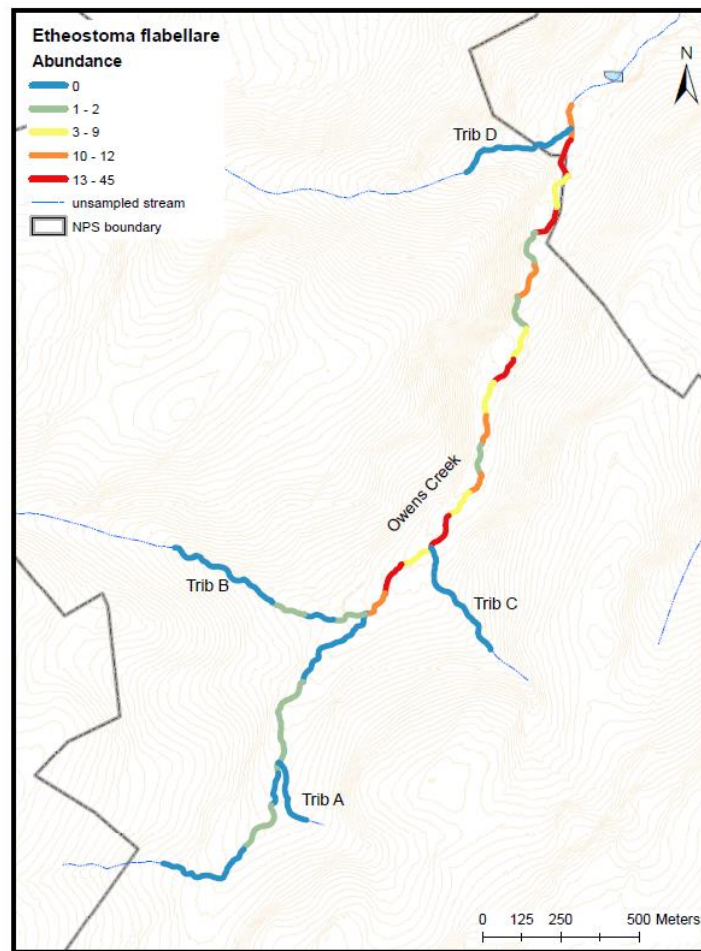 Etheostoma flabellare
Abundance
0
1 - 2
3 - 9
10 - 12
13 - 45
unsampled stream
NPS boundary
N
Trib D
Owens Creek
Trib B
Trib C
Trib A
0 125 250 500 Meters